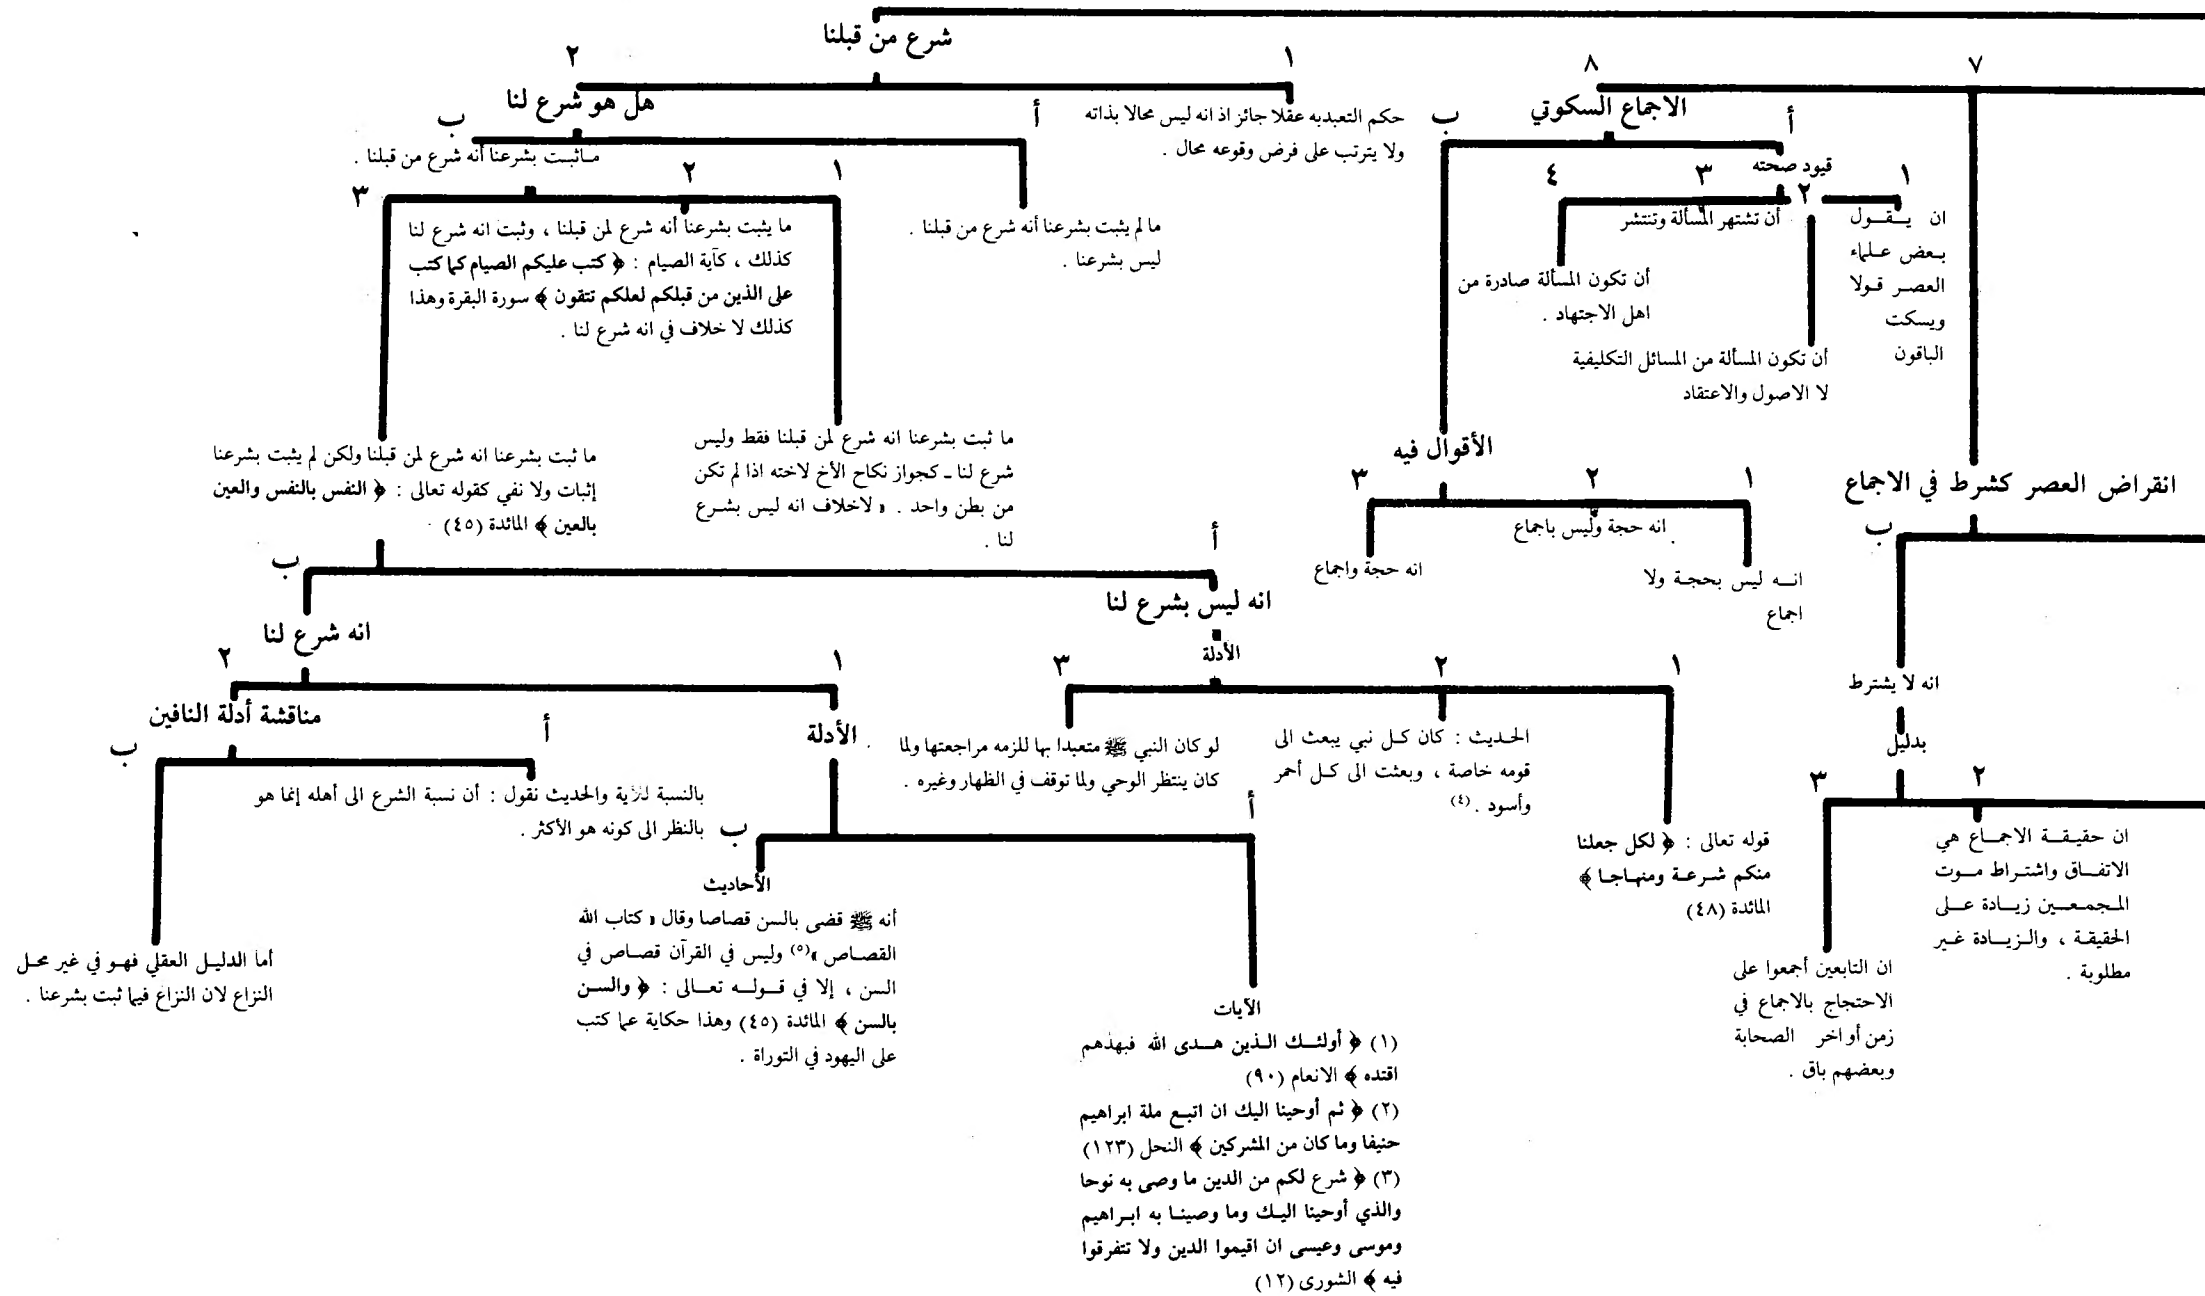 شرع من قبلنا
١
حكم التعبدبه عقلا جائز اذ انه ليس محالا بذاته
ولا يترتب على فرض وقوعه محال .
٢
هل هو شرع لنا
أ
ما لم يثبت بشرعنا أنه شرع من قبلنا .
ليس بشرعنا .
ب
ما ثبت بشرعنا أنه شرع من قبلنا .
١
ما ثبت بشرعنا انه شرع لمن قبلنا فقط وليس
شرع لنا ـ كجواز نكاح الأخ لاخته اذا لم تكن
من بطن واحد . « لاخلاف انه ليس بشرع
لنا .
٢
ما يثبت بشرعنا أنه شرع لمن قبلنا ، وثبت انه شرع لنا
كذلك ، كآية الصيام : ﴿ كتب عليكم الصيام كما كتب
على الذين من قبلكم لعلكم تتقون ﴾ سورة البقرة وهذا
كذلك لا خلاف في انه شرع لنا .
٣
ما ثبت بشرعنا انه شرع لمن قبلنا ولكن لم يثبت بشرعنا
إثبات ولا نفي كقوله تعالى : ﴿ النفس بالنفس والعين
بالعين ﴾ المائدة (٤٥)
أ
انه ليس بشرع لنا
الأدلة
١
قوله تعالى : ﴿ لكل جعلنا
منكم شرعة ومنهاجا ﴾
المائدة (٤٨)
٢
الحديث : كان كل نبي يبعث الى
قومه خاصة ، وبعثت الى كل أحمر
وأسود . (٤)
٣
لو كان النبي ﷺ متعبدا بها للزمه مراجعتها ولما
كان ينتظر الوحي ولما توقف في الظهار وغيره .
ب
انه شرع لنا
١
الأدلة
أ
الآيات
(١) ﴿ أولئك الذين هدى الله فبهذهم
اقتده ﴾ الانعام (٩٠)
(٢) ﴿ ثم أوحينا اليك ان اتبع ملة ابراهيم
حنيفا وما كان من المشركين ﴾ النحل (١٢٣)
(٣) ﴿ شرع لكم من الدين ما وصى به نوحا
والذي أوحينا اليك وما وصينا به ابراهيم
وموسى وعيسى ان اقيموا الدين ولا تتفرقوا
فيه ﴾ الشورى (١٢)
ب
الأحاديث
أنه ﷺ قضى بالسن قصاصا وقال « كتاب الله
القصاص »(٥) وليس في القرآن قصاص في
السن ، إلا في قوله تعالى : ﴿ والسن
بالسن ﴾ المائدة (٤٥) وهذا حكاية عما كتب
على اليهود في التوراة .
٢
مناقشة أدلة النافين
أ
بالنسبة للآية والحديث نقول : أن نسبة الشرع الى أهله إنما هو
بالنظر الى كونه هو الأكثر .
ب
أما الدليل العقلي فهو في غير محل
النزاع لان النزاع فيما ثبت بشرعنا .
٧
انقراض العصر كشرط في الاجماع
ب
انه لا يشترط
بدليل
٢
ان حقيقة الاجماع هي
الاتفاق واشتراط موت
المجمعين زيادة على
الحقيقة ، والزيادة غير
مطلوبة .
٣
ان التابعين أجمعوا على
الاحتجاج بالاجماع في
زمن أواخر الصحابة
وبعضهم باق .
٨
الاجماع السكوتي
أ
قيود صحته
١
ان يقول
بعض علماء
العصر قولا
ويسكت
الباقون
٢
أن تكون المسألة من المسائل التكليفية
لا الاصول والاعتقاد
٣
أن تشتهر المسألة وتنتشر .
٤
أن تكون المسألة صادرة من
اهل الاجتهاد .
ب
الأقوال فيه
١
انه ليس بحجة ولا
اجماع
٢
انه حجة وليس باجماع
٣
انه حجة واجماع